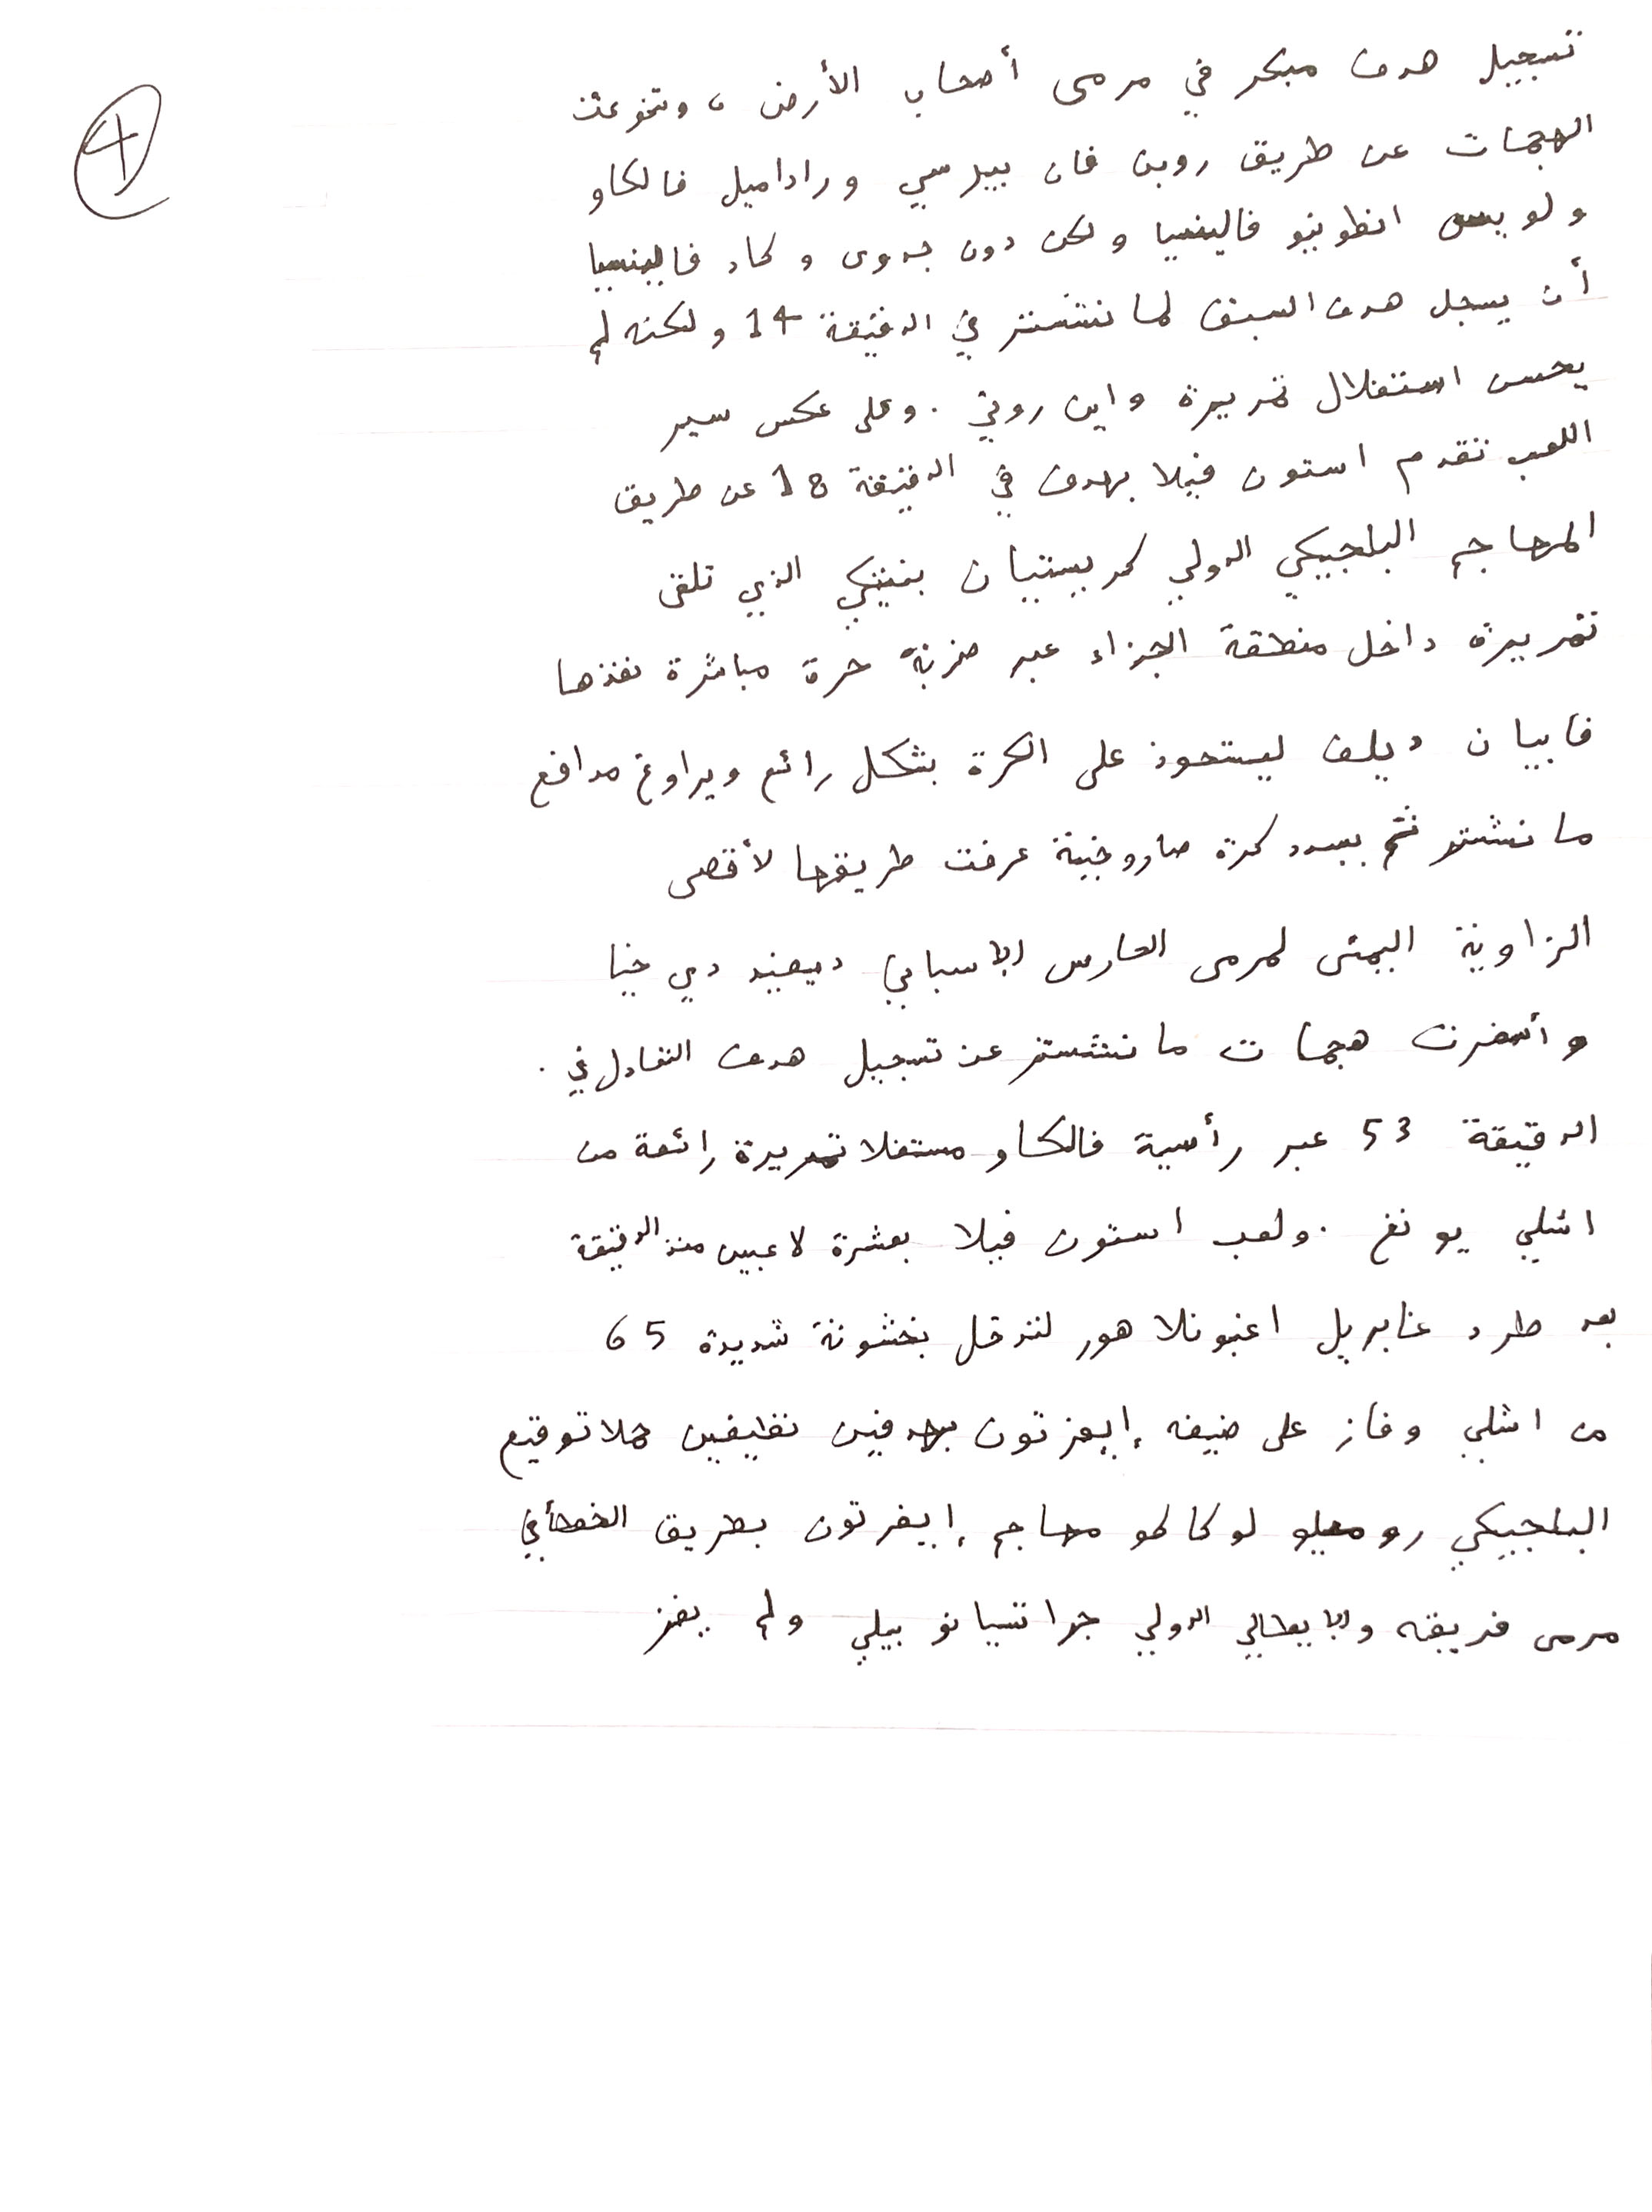 4
تسجيل هدف مبكر في مرمى أصحاب الأرض ، وتنوعت
الهجمات عن طريق روبن فان بيرسي وراداميل فالكاو
ولويس انطونيو فالينسيا ولكن دون جدوى وكاد فالينسيا
أن يسجل هدف السبق لمانشستر في الدقيقة 14 ولكنه لم
يحسن استغلال تمريرة واين روني . وعلى عكس سير
اللعب تقدم استون فيلا بهدف في الدقيقة 18 عن طريق
المهاجم البلجيكي الدولي كريستيان بنتيكي الذي تلقى
تمريرة داخل منطقة الجزاء عبر ضربة حرة مباشرة نفذها
فابيان ديلف ليستحوذ على الكرة بشكل رائع ويراوغ مدافع
مانشستر ثم يسدد كرة صاروخية عرفت طريقها لأقصى
الزاوية اليمنى لمرمى الحارس الاسباني ديفيد دي خيا
وأسفرت هجمات مانشستر عن تسجيل هدف التعادل في .
الدقيقة 53 عبر رأسية فالكاو مستغلا تمريرة رائعة من
اشلي يونغ . ولعب استون فيلا بعشرة لاعبين منذ الدقيقة
بعد طرد غابريل اغبونلاهور لتدخل بخشونة شديدة 65
من اشلي وفاز على ضيفه إيفرتون بهدفين نظيفين حملا توقيع
البلجيكي روميلو لوكاكو مهاجم إيفرتون بطريق الخطأ في
مرمى فريقه والايطالي الدولي جراتسيانو بيلي ولم يفز